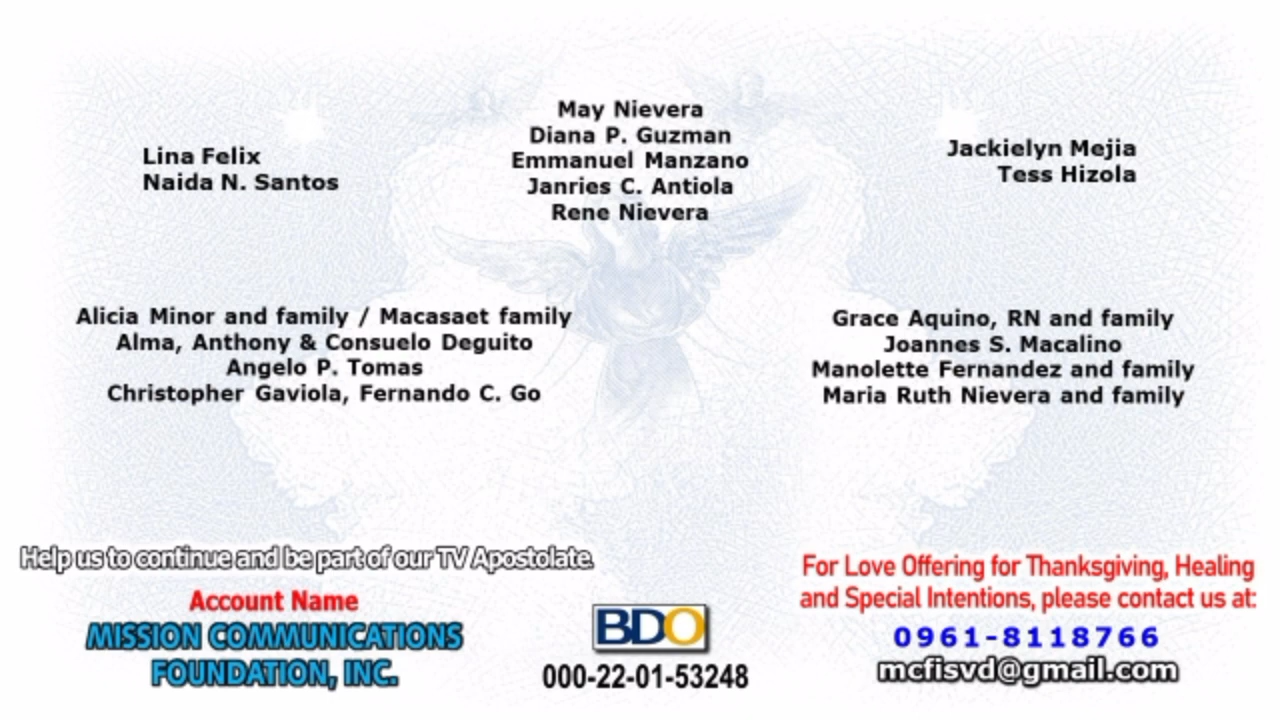 Lina Felix
Naida N. Santos
May Nievera
Diana P. Guzman
Emmanuel Manzano
Janries C. Antiola
Rene Nievera
Jackielyn Mejia
Tess Hizola
Alicia Minor and family / Macasaet family
Alma, Anthony & Consuelo Deguito
Angelo P. Tomas
Christopher Gaviola, Fernando C. Go
Grace Aquino, RN and family
Joannes S. Macalino
Manolette Fernandez and family
Maria Ruth Nievera and family
Help us to continue and be part of our TV Apostolate.
Account Name
MISSION COMMUNICATIONS
FOUNDATION, INC.
BDO
000-22-01-53248
For Love Offering for Thanksgiving, Healing
and Special Intentions, please contact us at:
0961-8118766
mcfisvd@gmail.com